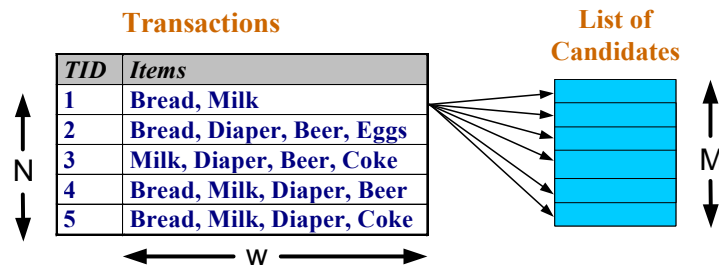 Transactions
List of
Candidates
TID Items
1 Bread, Milk
2 Bread, Diaper, Beer, Eggs
3 Milk, Diaper, Beer, Coke
4 Bread, Milk, Diaper, Beer
5 Bread, Milk, Diaper, Coke
N
M
w